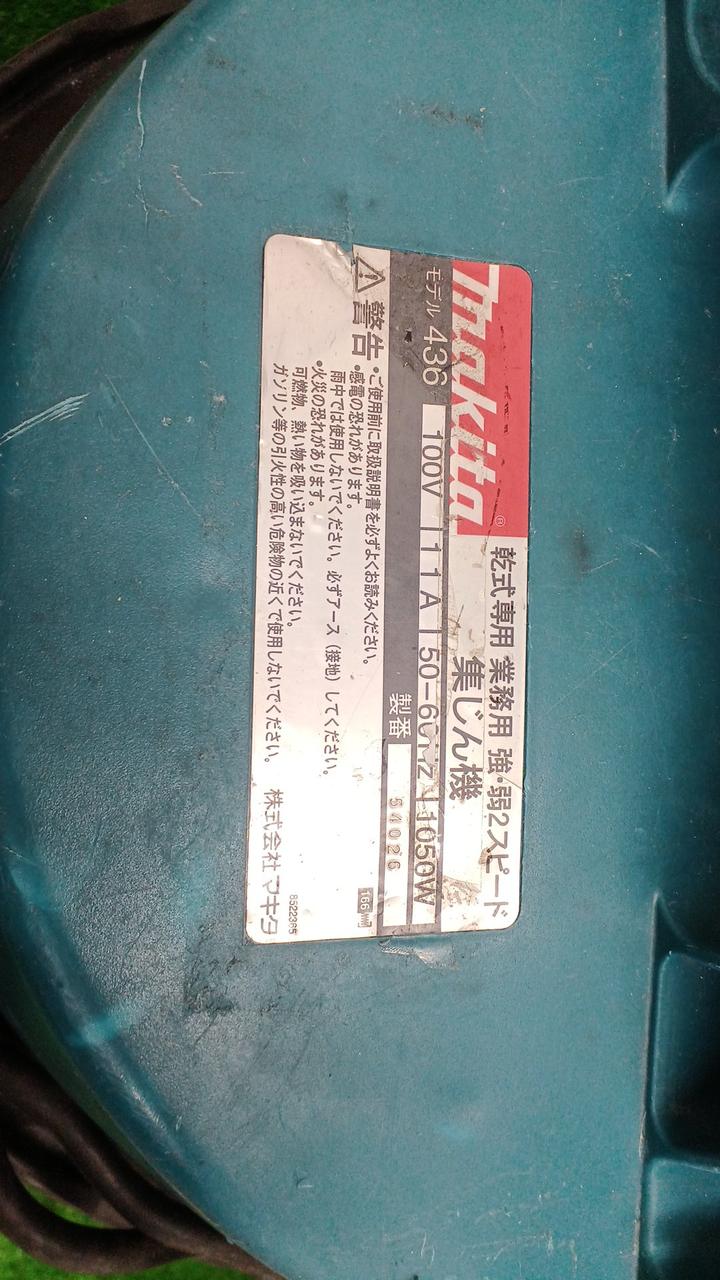 makita®
乾式専用 業務用 強・弱2スピード
集じん機
モデル 436
100V 11A 50-60Hz 1050W
製番 54026
⚠ 警告
•ご使用前に取扱説明書を必ずよくお読みください。
•感電の恐れがあります。
雨中では使用しないでください。必ずアース(接地)してください。
•火災の恐れがあります。
可燃物、熱い物を吸い込まないでください。
ガソリン等の引火性の高い危険物の近くで使用しないでください。
166
8522365
株式会社 マキタ